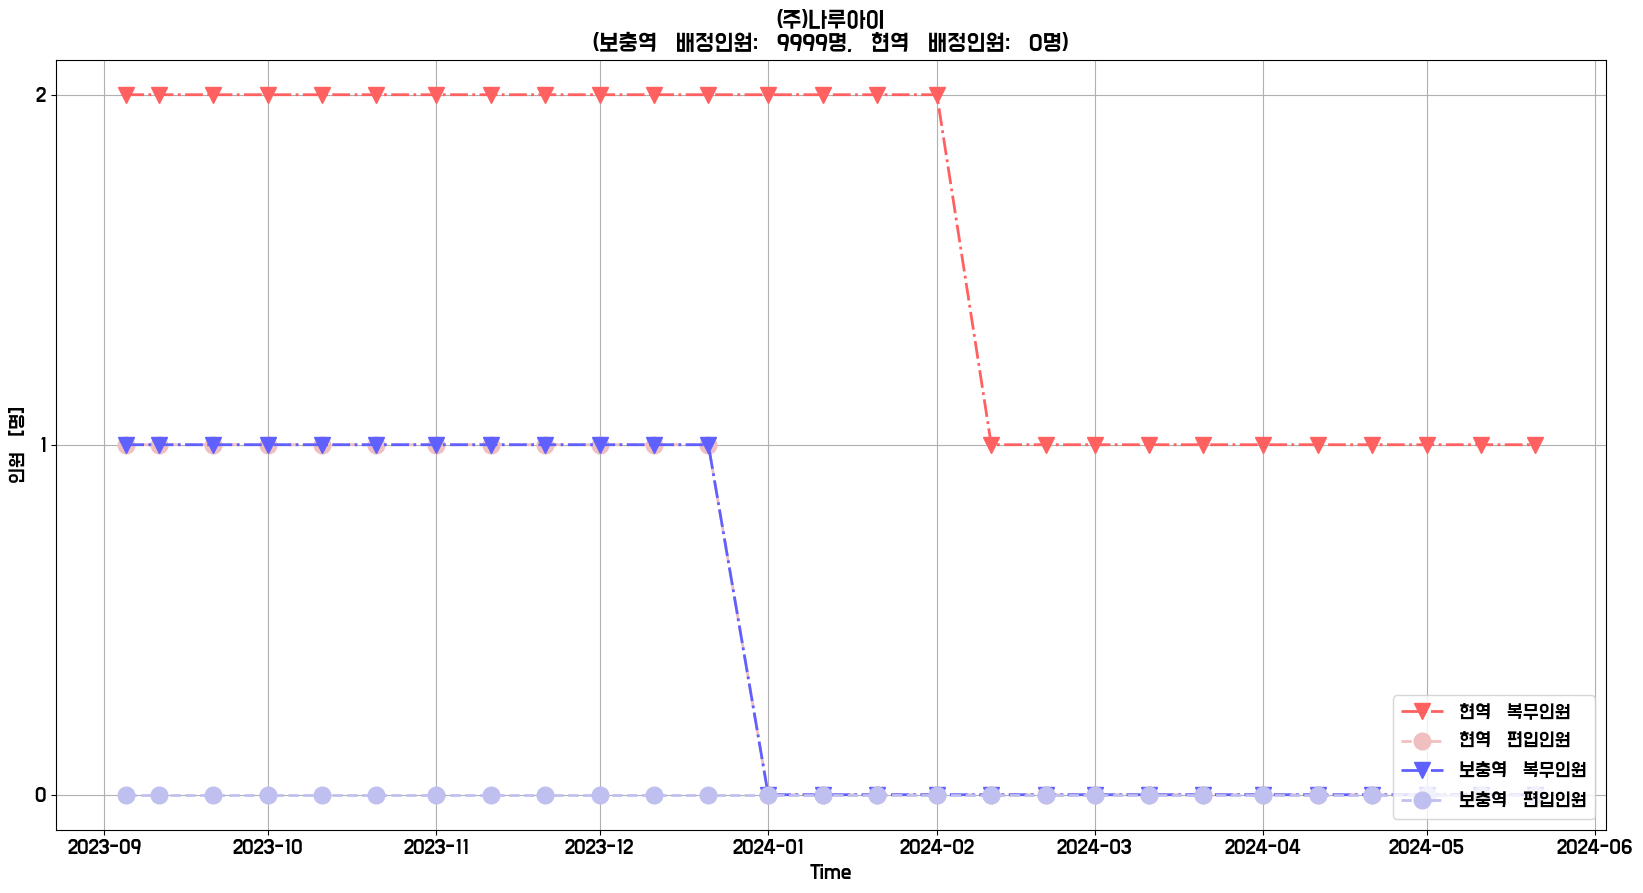 (주)나루아이
(보충역 배정인원: 9999명, 현역 배정인원: 0명)
2
1
0
인원 [명]
2023-09 2023-10 2023-11 2023-12 2024-01 2024-02 2024-03 2024-04 2024-05 2024-06
Time
현역 복무인원
현역 편입인원
보충역 복무인원
보충역 편입인원